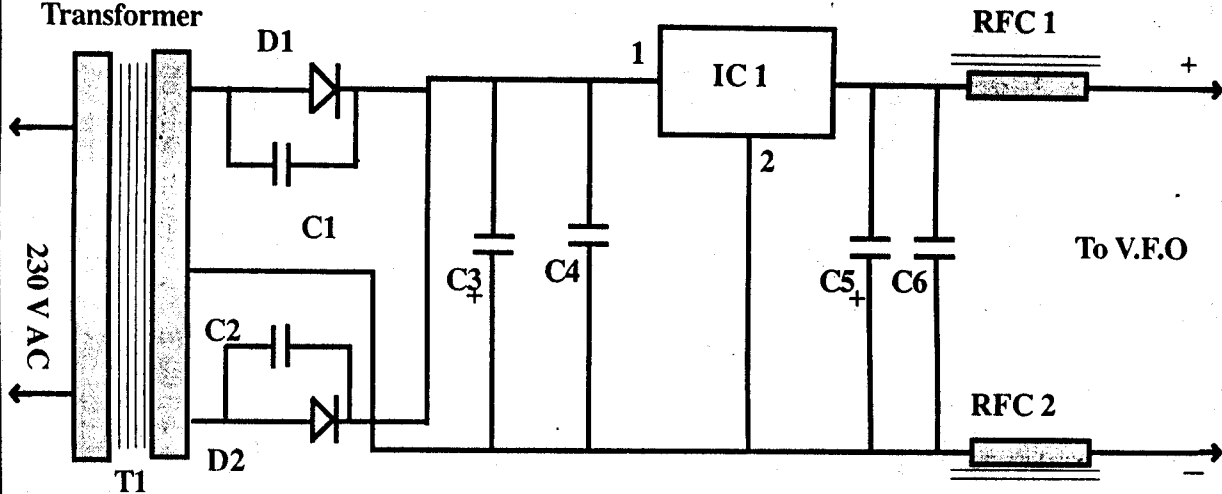 Transformer
D1
RFC 1
1
IC 1
+
2
C1
230 V AC
C3
+
C4
C5
+
C6
To V.F.O
C2
RFC 2
D2
T1
−